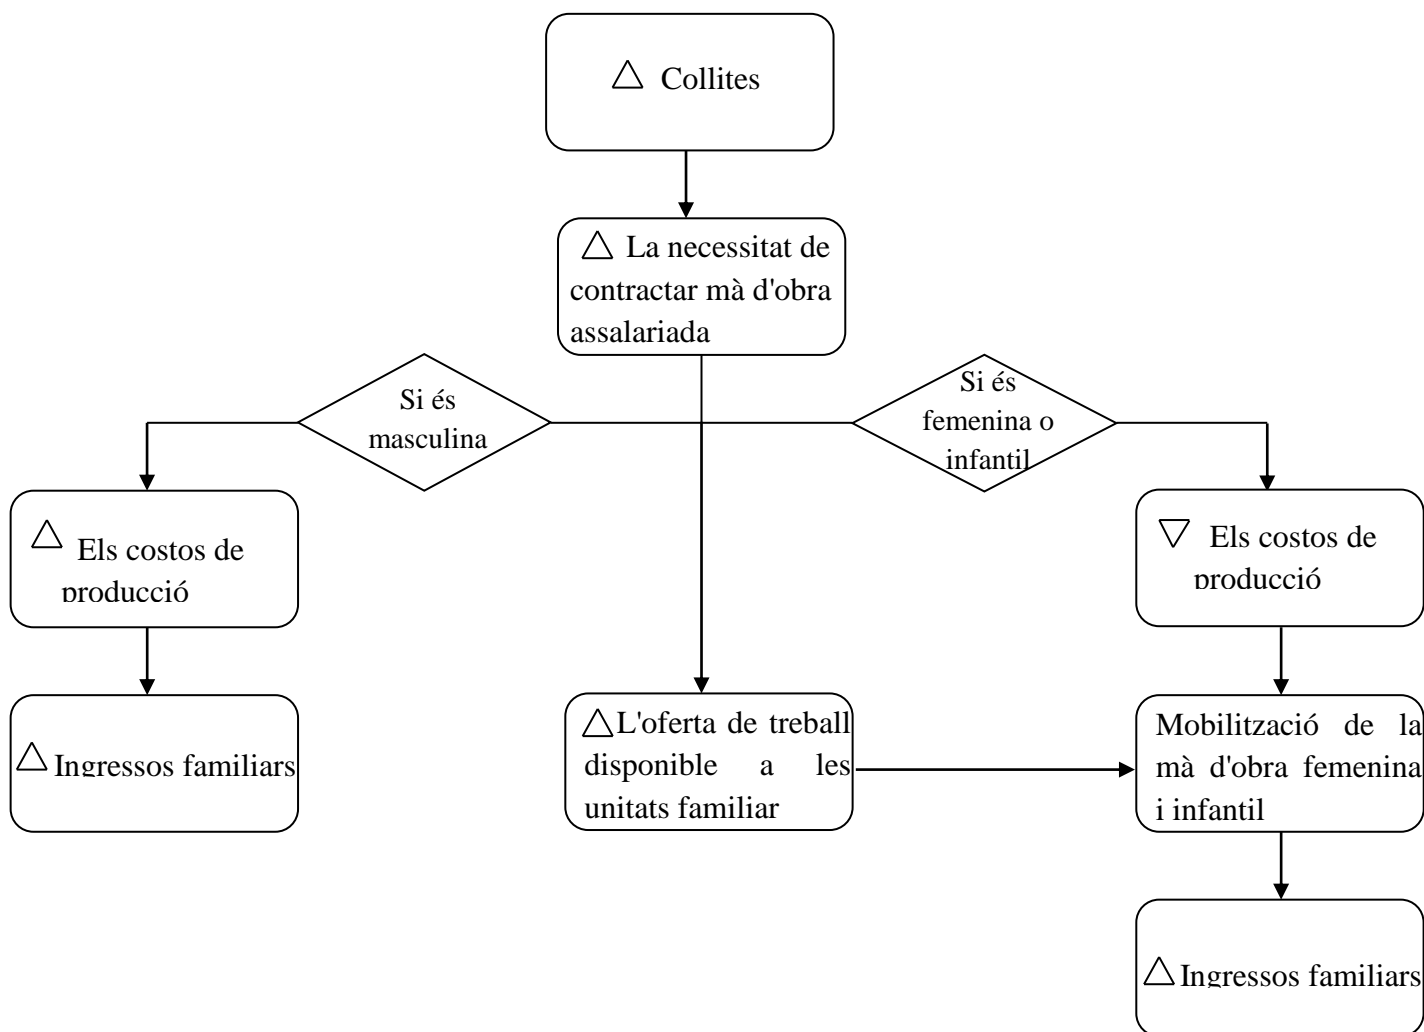 △ Collites
△ La necessitat de
contractar mà d'obra
assalariada
Si és
masculina
Si és
femenina o
infantil
△ Els costos de
producció
▽ Els costos de
producció
△ Ingressos familiars
△L'oferta de treball
disponible a les
unitats familiar
Mobilització de la
mà d'obra femenina
i infantil
△ Ingressos familiars